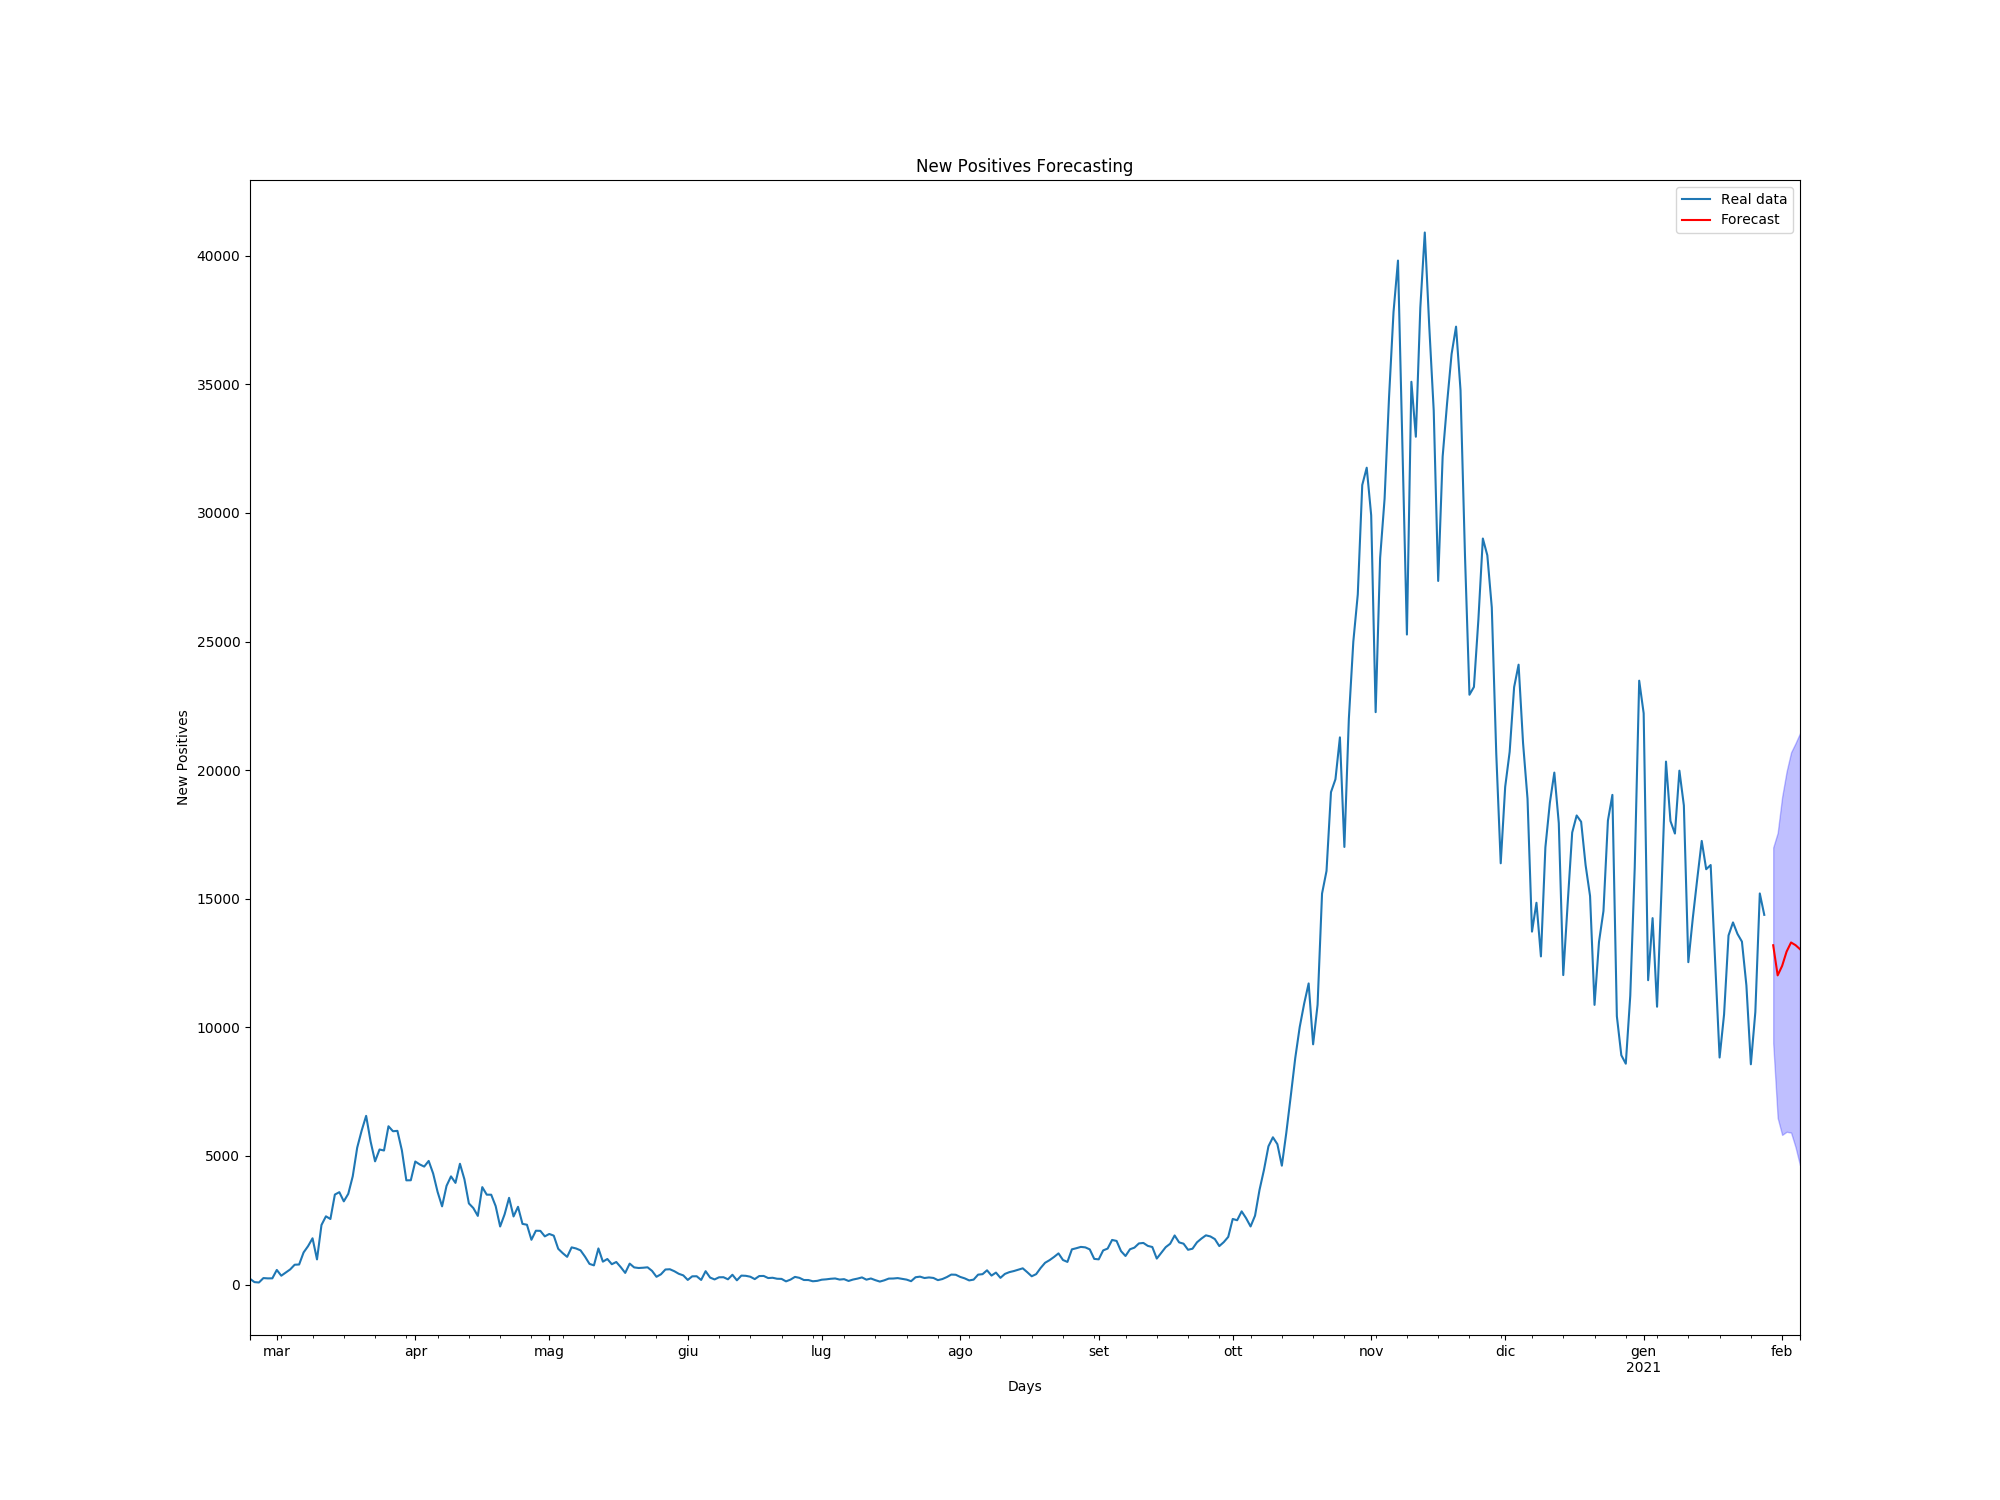 New Positives Forecasting
Real data
Forecast
40000
35000
30000
25000
20000
15000
10000
5000
0
New Positives
mar apr mag giu lug ago set ott nov dic gen feb
2021
Days